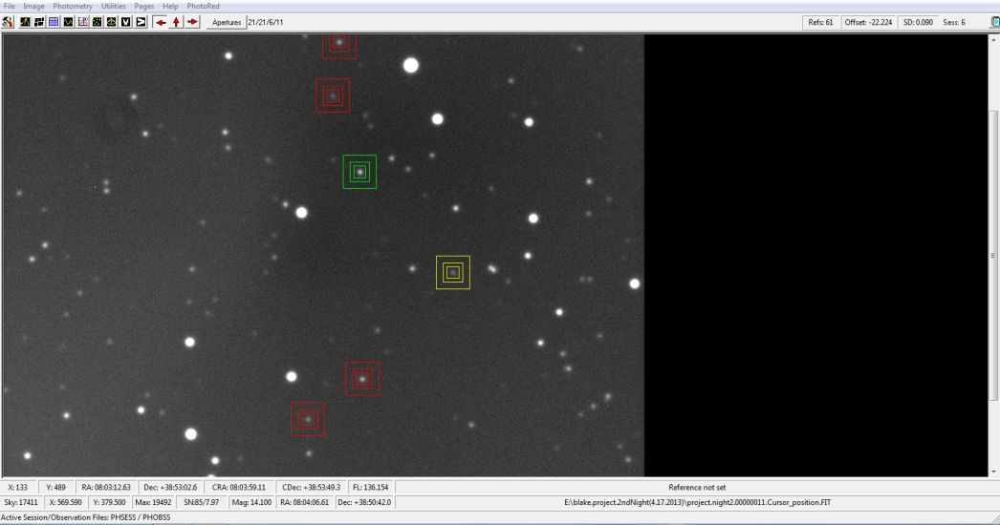 File Image Photometry Utilities Pages Help PhotoRed
Apertures 21/21/6/11 Refs: 61 Offset: -22.224 SD: 0.090 Sess: 6
X: 133 Y: 489 RA: 08:03:12.63 Dec: +38:53:02.6 CRA: 08:03:59.11 CDec: +38:53:49.3 FL: 136.154 Reference not set
Sky: 17411 X: 569.590 Y: 379.500 Max: 19492 SN:85/7.97 Mag: 14.100 RA: 08:04:06.61 Dec: +38:50:42.0 E:\blake.project.2ndNight(4.17.2013)\project.night2.00000011.Cursor_position.FIT
Active Session/Observation Files: PHSESS / PHOBSS